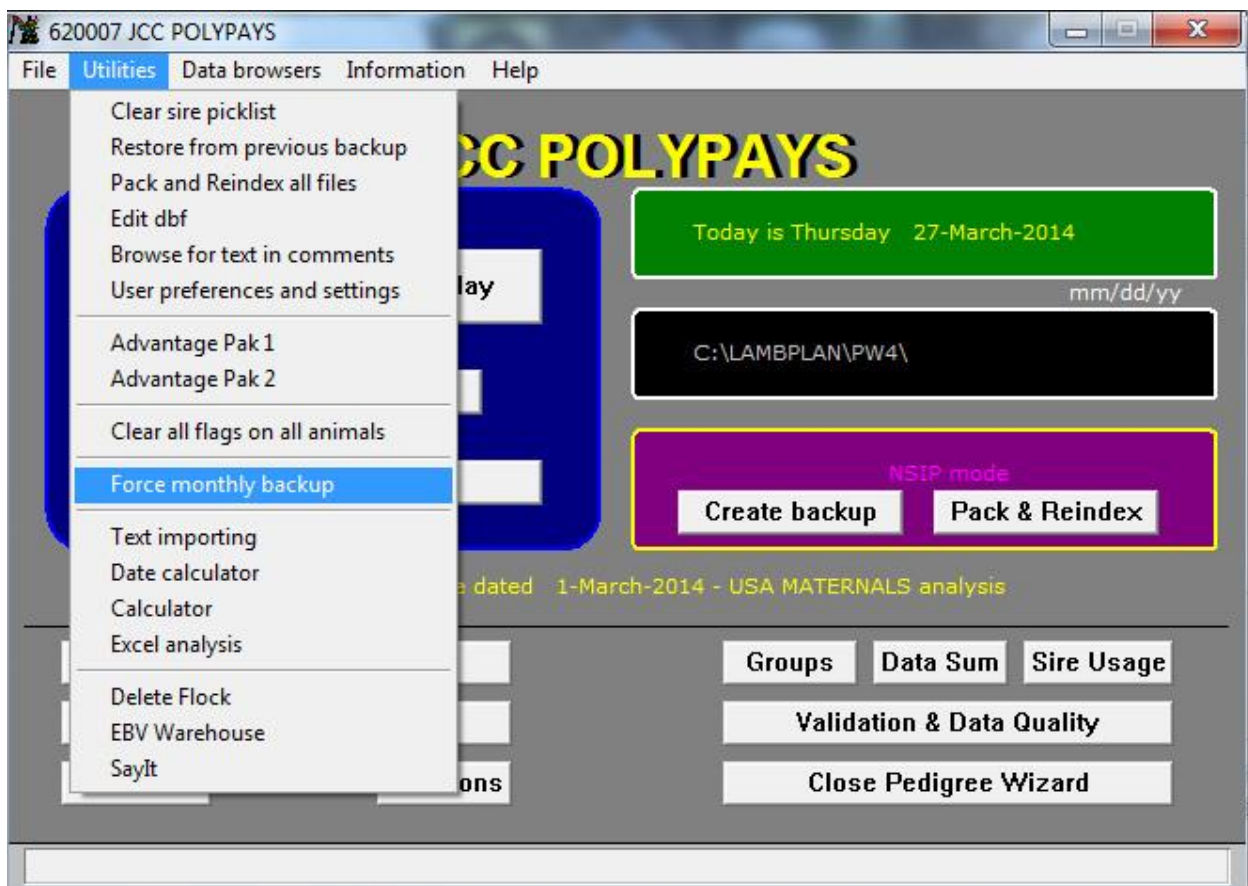 620007 JCC POLYPAYS
File Utilities Data browsers Information Help
Clear sire picklist
Restore from previous backup
Pack and Reindex all files
Edit dbf
Browse for text in comments
User preferences and settings
Advantage Pak 1
Advantage Pak 2
Clear all flags on all animals
Force monthly backup
Text importing
Date calculator
Calculator
Excel analysis
Delete Flock
EBV Warehouse
SayIt
CC POLYPAYS
lay
Today is Thursday 27-March-2014
mm/dd/yy
C:\LAMBPLAN\PW4\
NSIP mode
Create backup Pack & Reindex
e dated 1-March-2014 - USA MATERNALS analysis
Groups Data Sum Sire Usage
Validation & Data Quality
ons Close Pedigree Wizard